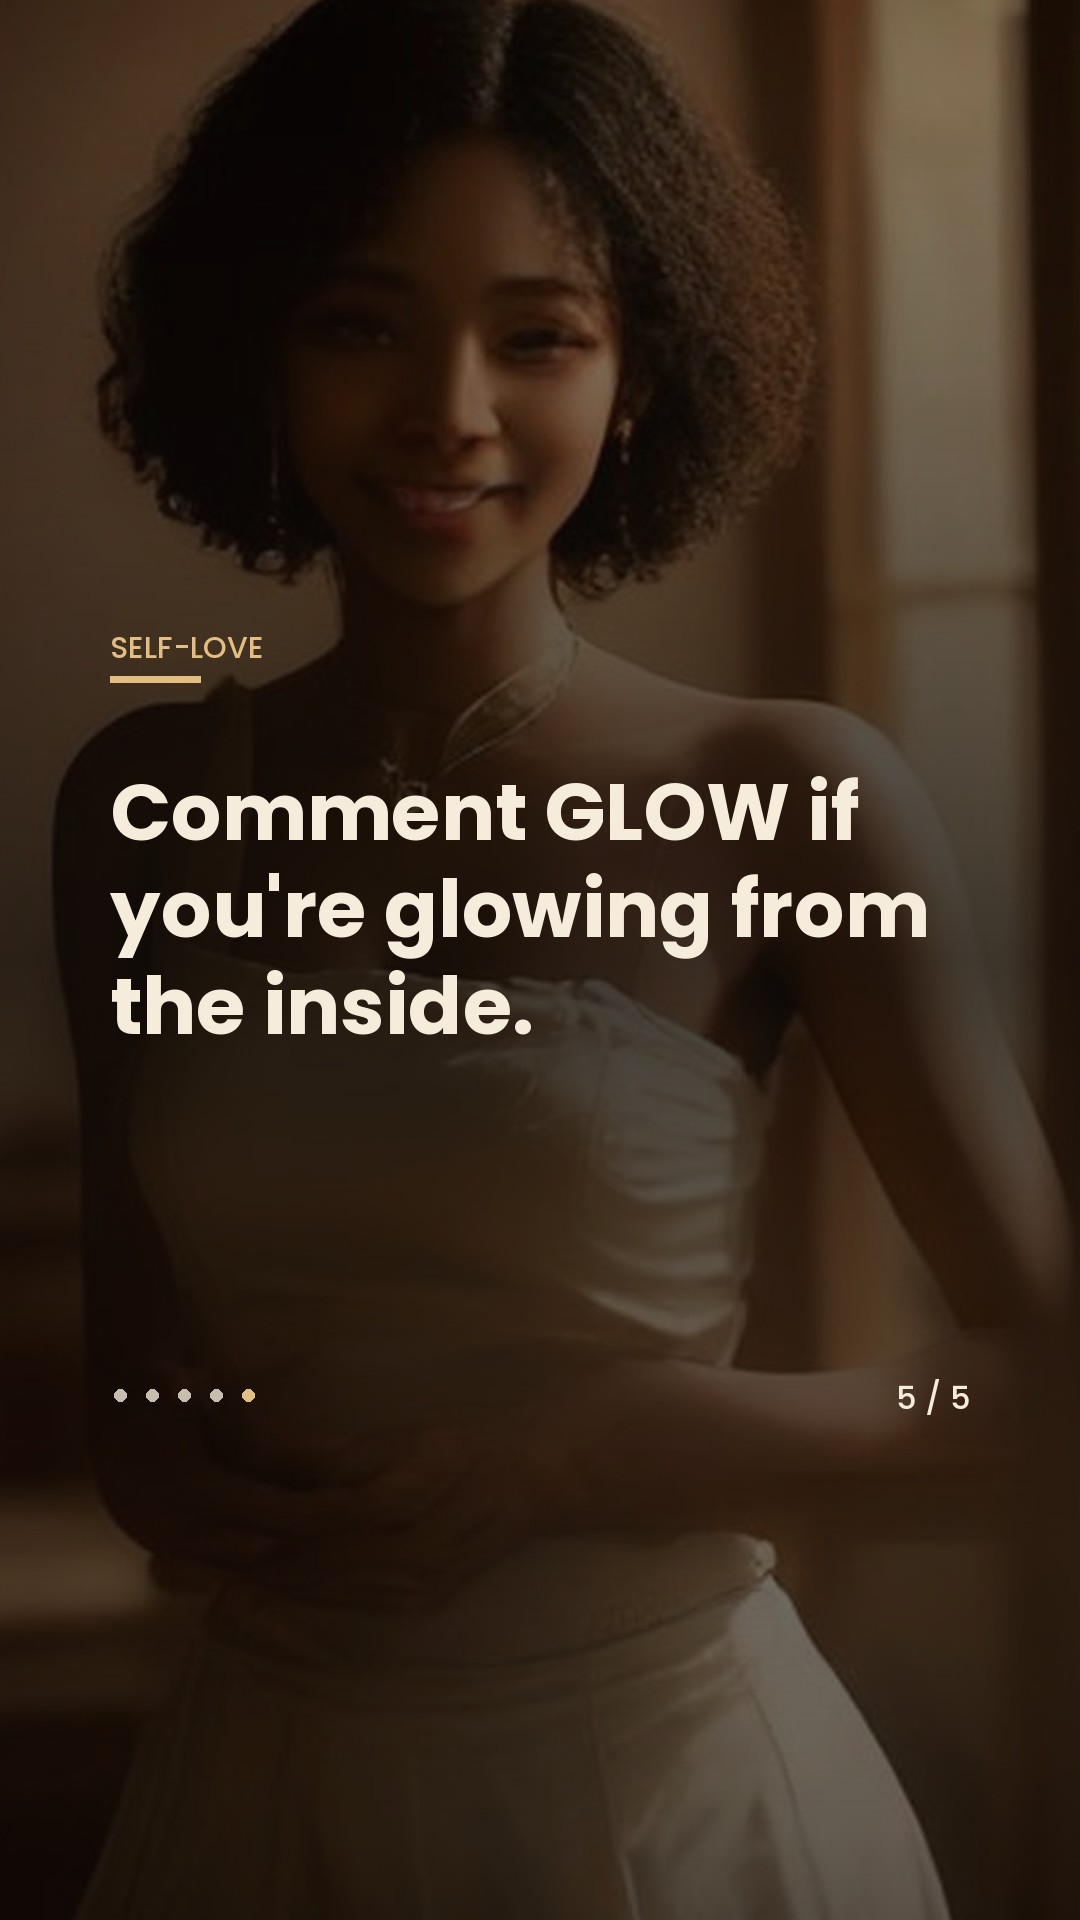 SELF-LOVE
Comment GLOW if
you're glowing from
the inside.
5 / 5